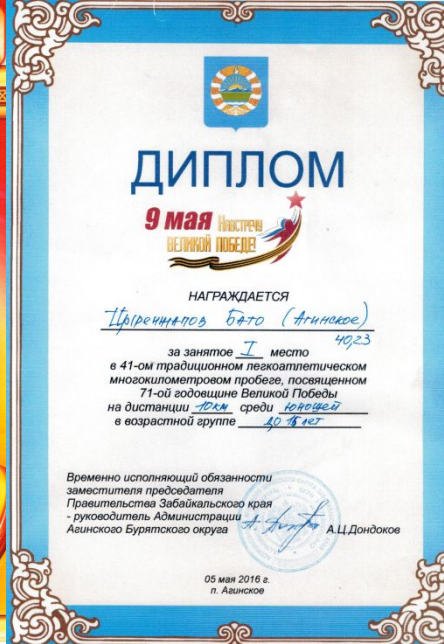 ДИПЛОМ
9 мая Навстречу
ВЕЛИКОЙ ПОБЕДЕ!
НАГРАЖДАЕТСЯ
Цыренжапов Бато (Агинское)
40,23
за занятое I место
в 41-ом традиционном легкоатлетическом
многокилометровом пробеге, посвященном
71-ой годовщине Великой Победы
на дистанции 10км среди юношей
в возрастной группе до 15 лет
Временно исполняющий обязанности
заместителя председателя
Правительства Забайкальского края
- руководитель Администрации
Агинского Бурятского округа А.Ц.Дондоков
05 мая 2016 г.
п. Агинское